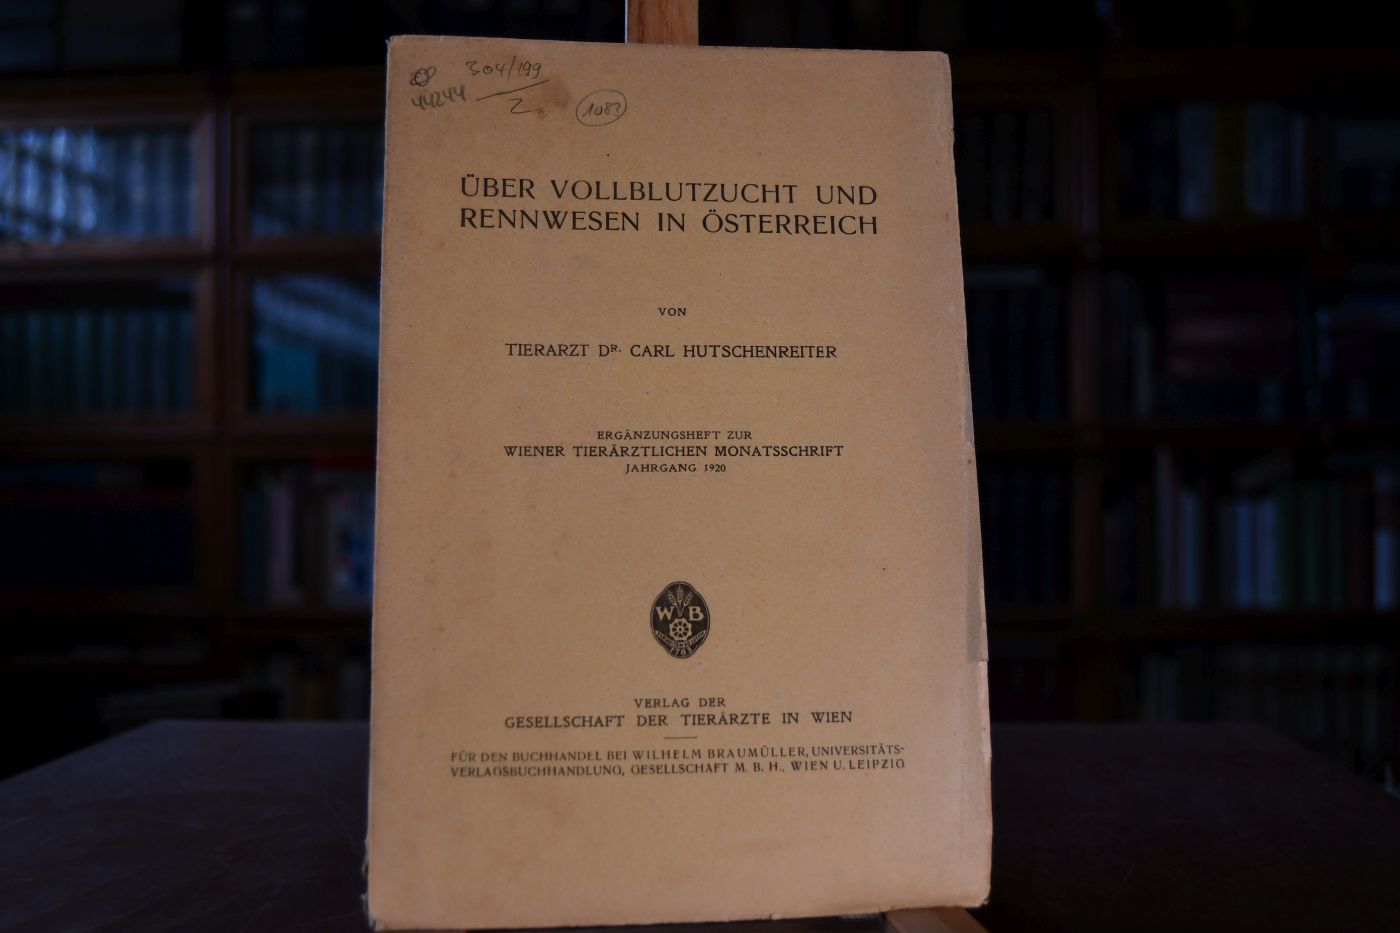 304/199
44244
2
1083
ÜBER VOLLBLUTZUCHT UND
RENNWESEN IN ÖSTERREICH
VON
TIERARZT DR. CARL HUTSCHENREITER
ERGÄNZUNGSHEFT ZUR
WIENER TIERÄRZTLICHEN MONATSSCHRIFT
JAHRGANG 1920
W B
1783
VERLAG DER
GESELLSCHAFT DER TIERÄRZTE IN WIEN
FÜR DEN BUCHHANDEL BEI WILHELM BRAUMÜLLER, UNIVERSITÄTS-
VERLAGSBUCHHANDLUNG, GESELLSCHAFT M. B. H., WIEN U. LEIPZIG